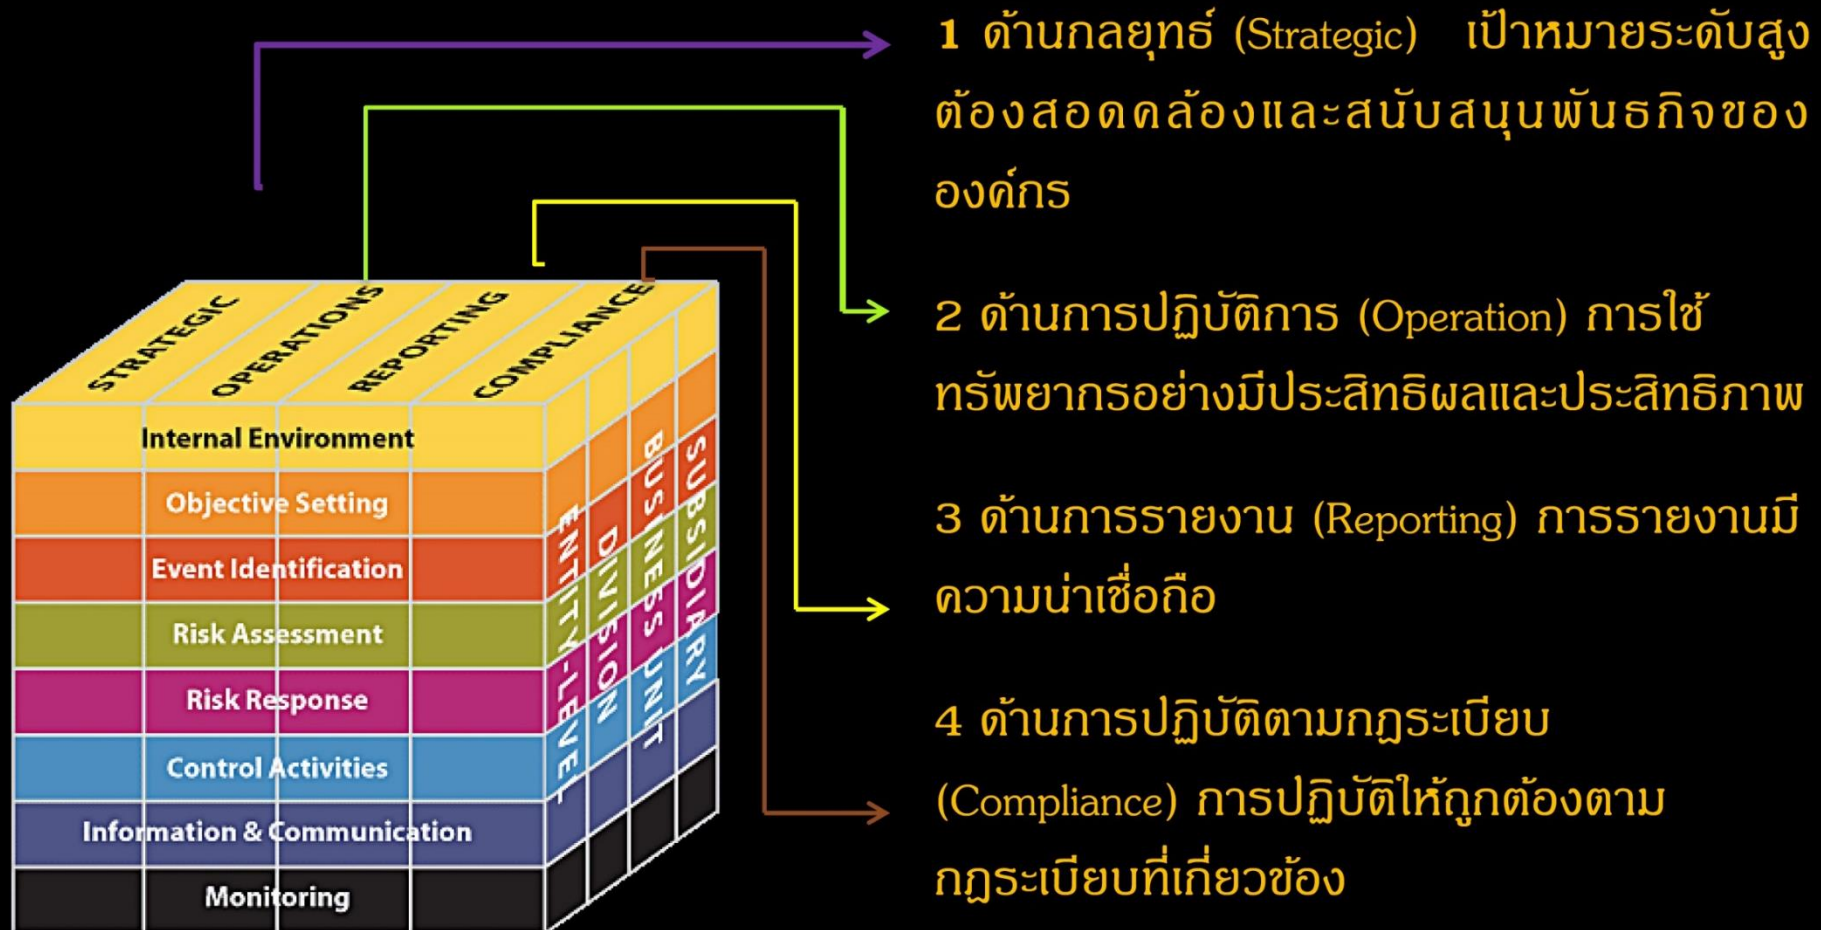 1 ด้านกลยุทธ์ (Strategic) เป้าหมายระดับสูง
ต้องสอดคล้องและสนับสนุนพันธกิจของ
องค์กร
2 ด้านการปฏิบัติการ (Operation) การใช้
ทรัพยากรอย่างมีประสิทธิผลและประสิทธิภาพ
3 ด้านการรายงาน (Reporting) การรายงานมี
ความน่าเชื่อถือ
4 ด้านการปฏิบัติตามกฎระเบียบ
(Compliance) การปฏิบัติให้ถูกต้องตาม
กฎระเบียบที่เกี่ยวข้อง
STRATEGIC
OPERATIONS
REPORTING
COMPLIANCE
Internal Environment
Objective Setting
Event Identification
Risk Assessment
Risk Response
Control Activities
Information & Communication
Monitoring
ENTITY-LEVEL
DIVISION
BUSINESS UNIT
SUBSIDIARY